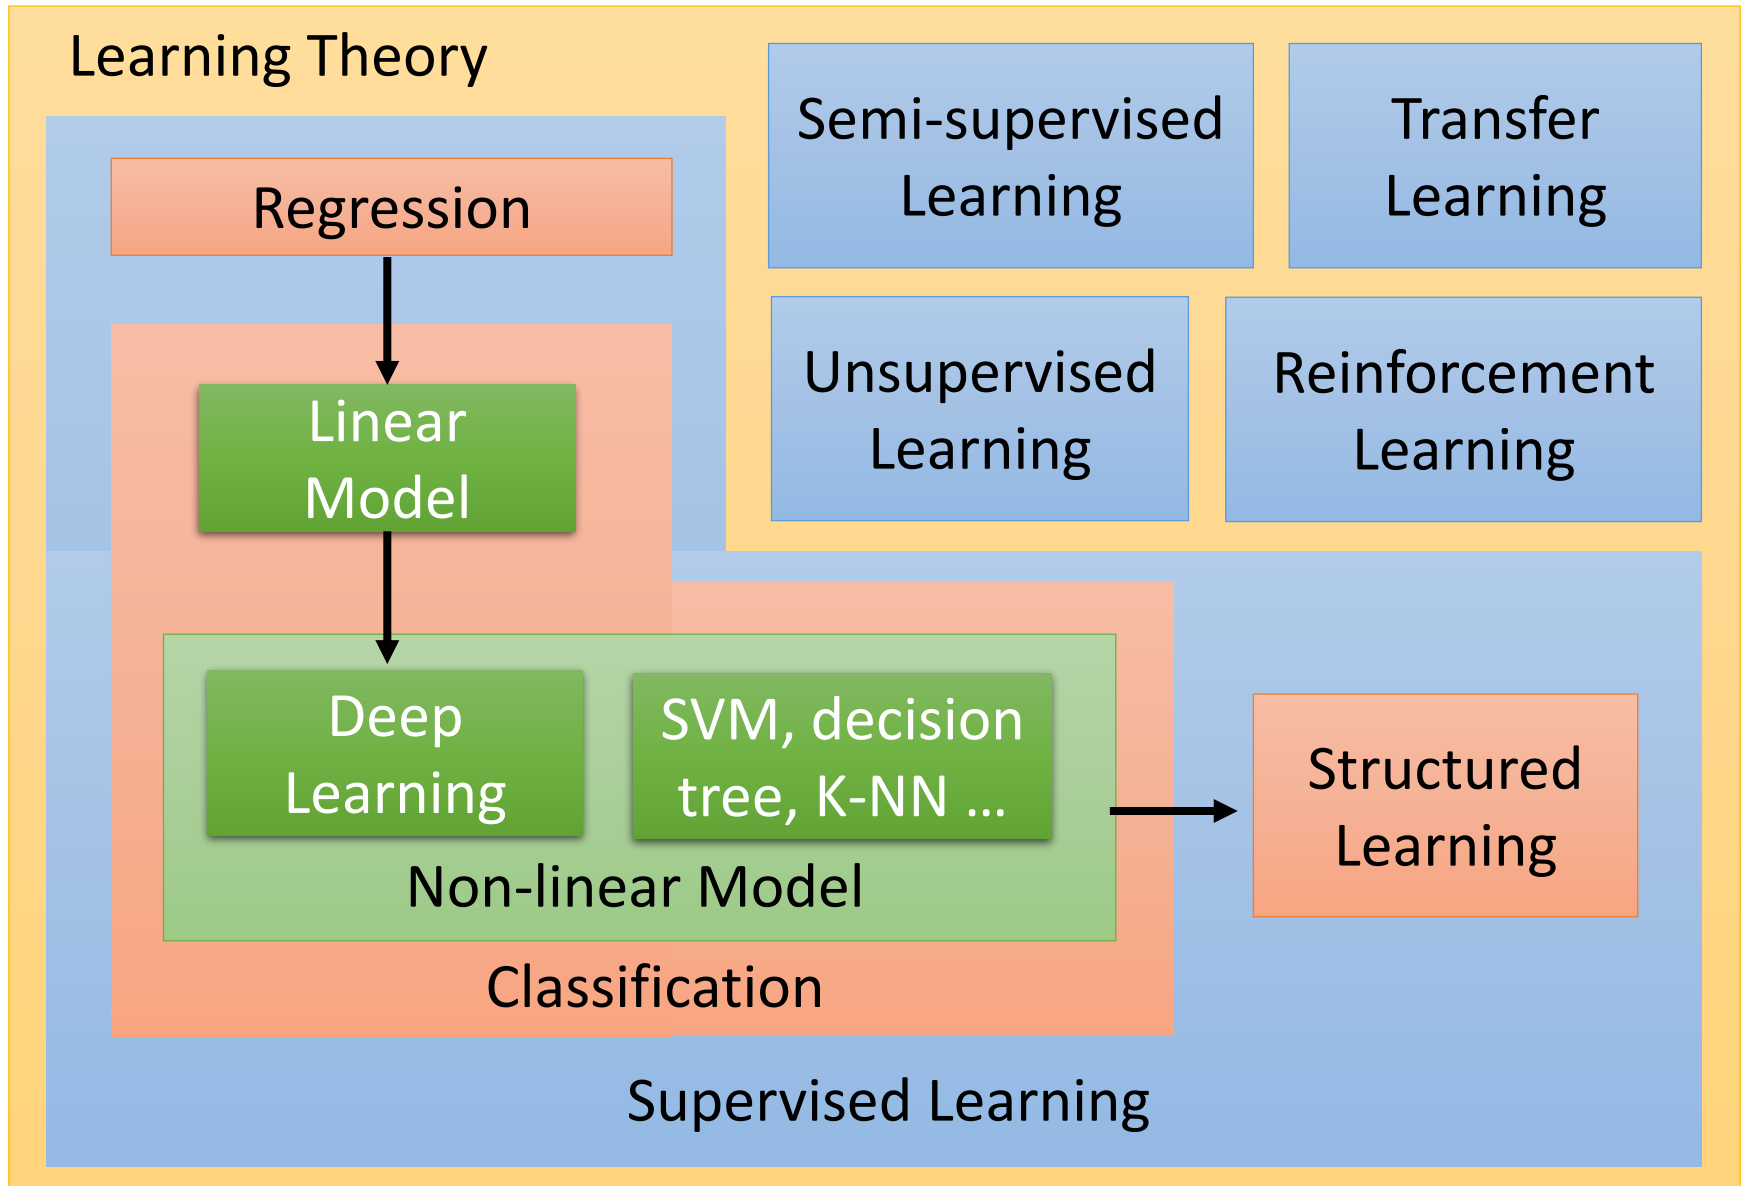 Learning Theory
Semi-supervised
Learning
Transfer
Learning
Regression
Unsupervised
Learning
Reinforcement
Learning
Linear
Model
Deep
Learning
SVM, decision
tree, K-NN ...
Non-linear Model
Classification
Structured
Learning
Supervised Learning